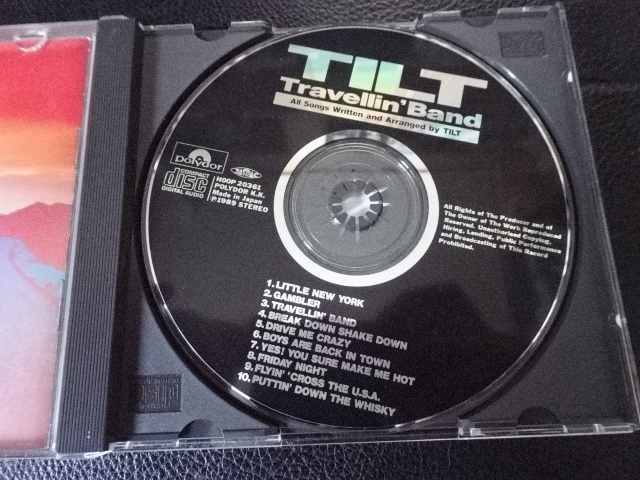 TILT
Travellin' Band
All Songs Written and Arranged by TILT
polydor
COMPACT
disc
DIGITAL AUDIO
H00P 20361
POLYDOR K.K.
Made in Japan
℗1989 STEREO
All Rights of The Producer and of
The Owner of The Work Reproduced
Reserved. Unauthorised Copying,
Hiring, Lending, Public Performance
and Broadcasting of This Record
Prohibited.
1. LITTLE NEW YORK
2. GAMBLER
3. TRAVELLIN' BAND
4. BREAK DOWN SHAKE DOWN
5. DRIVE ME CRAZY
6. BOYS ARE BACK IN TOWN
7. YES! YOU SURE MAKE ME HOT
8. FRIDAY NIGHT
9. FLYIN' 'CROSS THE U.S.A.
10. PUTTIN' DOWN THE WHISKY